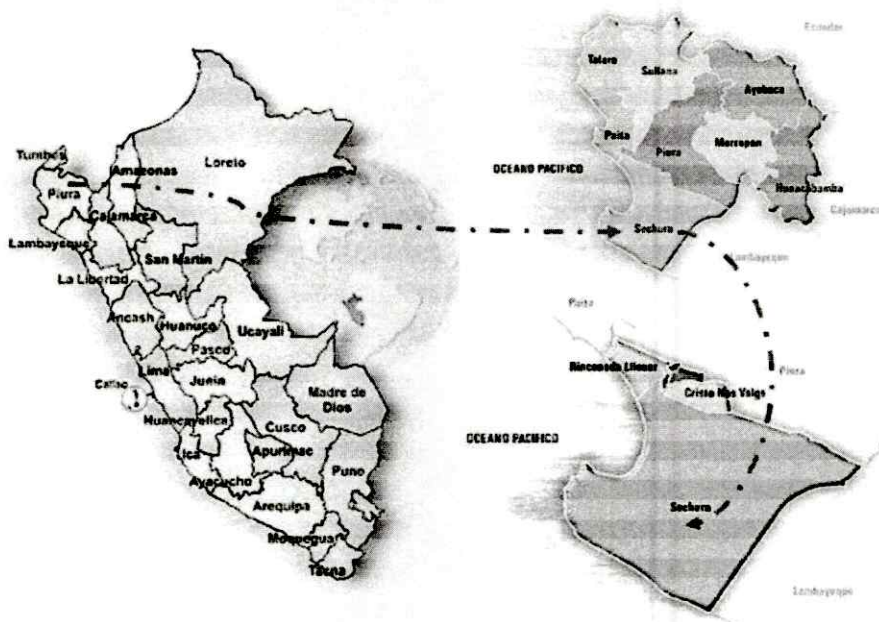 Tumbes
Piura
Amazonas
Loreto
Cajamarca
Lambayeque
San Martín
La Libertad
Ancash
Huanuco
Ucayali
Pasco
Lima
Junin
Callao
Madre de
Dios
Huancavelica
Cusco
Ica
Apurimac
Puno
Ayacucho
Arequipa
Moquegua
Tacna
Ecuador
Talara
Sullana
Ayabaca
Paita
Piura
Morropon
OCEANO PACIFICO
Huancabamba
Cajamarca
Sechura
Lambayeque
Paita
Rinconada Llicuar
Piura
Cristo Nos Valga
OCEANO PACIFICO
Sechura
Lambayeque